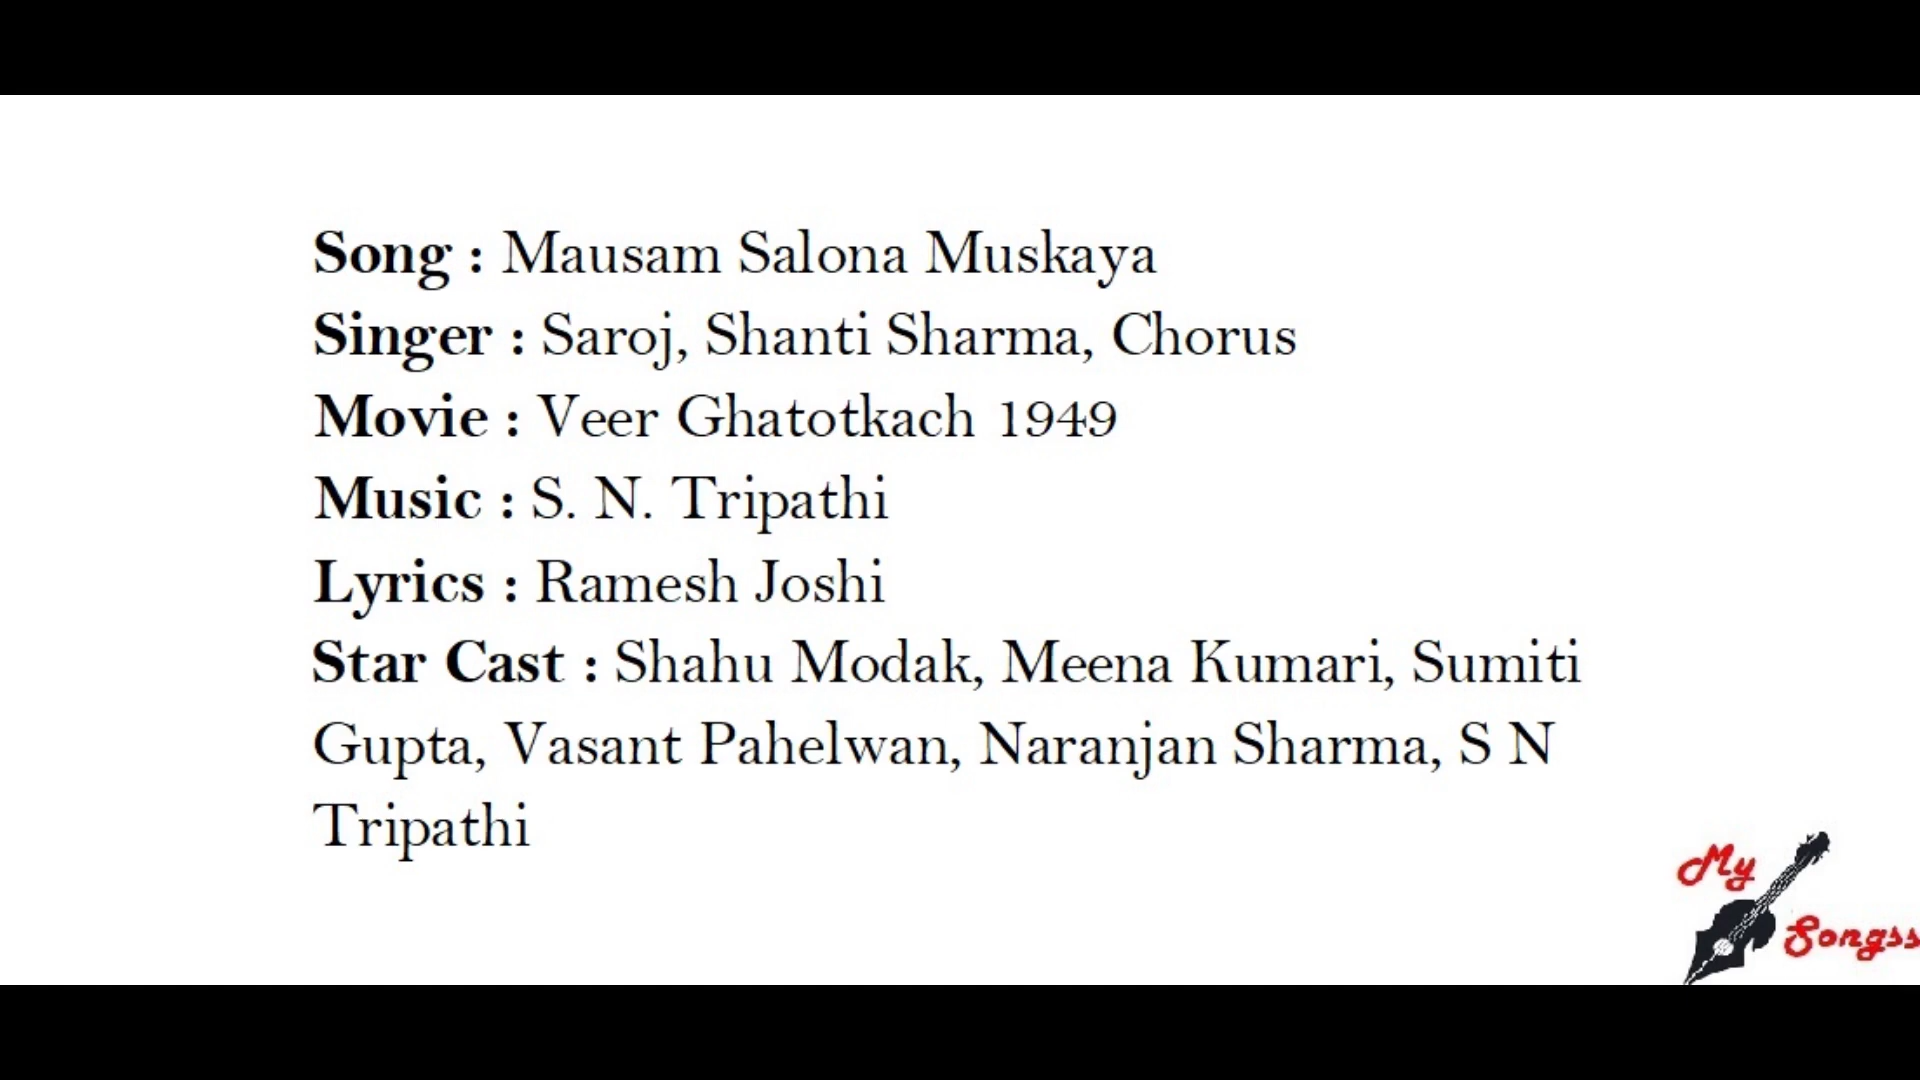 Song : Mausam Salona Muskaya
Singer : Saroj, Shanti Sharma, Chorus
Movie : Veer Ghatotkach 1949
Music : S. N. Tripathi
Lyrics : Ramesh Joshi
Star Cast : Shahu Modak, Meena Kumari, Sumiti
Gupta, Vasant Pahelwan, Naranjan Sharma, S N
Tripathi
My
Songss